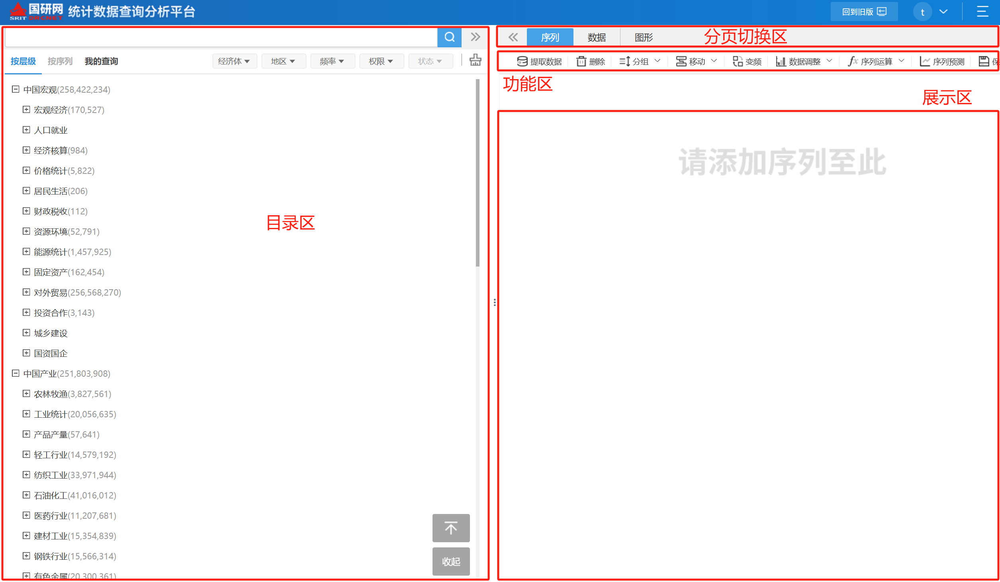 国研网 统计数据查询分析平台
SRIT DRCNET
回到旧版
t
序列 数据 图形 分页切换区
按层级 按序列 我的查询 经济体 地区 频率 权限 状态
提取数据 删除 分组 移动 变频 数据调整 fx 序列运算 序列预测
功能区
展示区
请添加序列至此
目录区
中国宏观(258,422,234)
宏观经济(170,527)
人口就业
经济核算(984)
价格统计(5,822)
居民生活(206)
财政税收(112)
资源环境(52,791)
能源统计(1,457,925)
固定资产(162,454)
对外贸易(256,568,270)
投资合作(3,143)
城乡建设
国资国企
中国产业(251,803,908)
农林牧渔(3,827,561)
工业统计(20,056,635)
产品产量(57,641)
轻工行业(14,579,192)
纺织工业(33,971,944)
石油化工(41,016,012)
医药行业(11,207,681)
建材工业(15,354,839)
钢铁行业(15,566,314)
有色金属(20,300,361)
收起